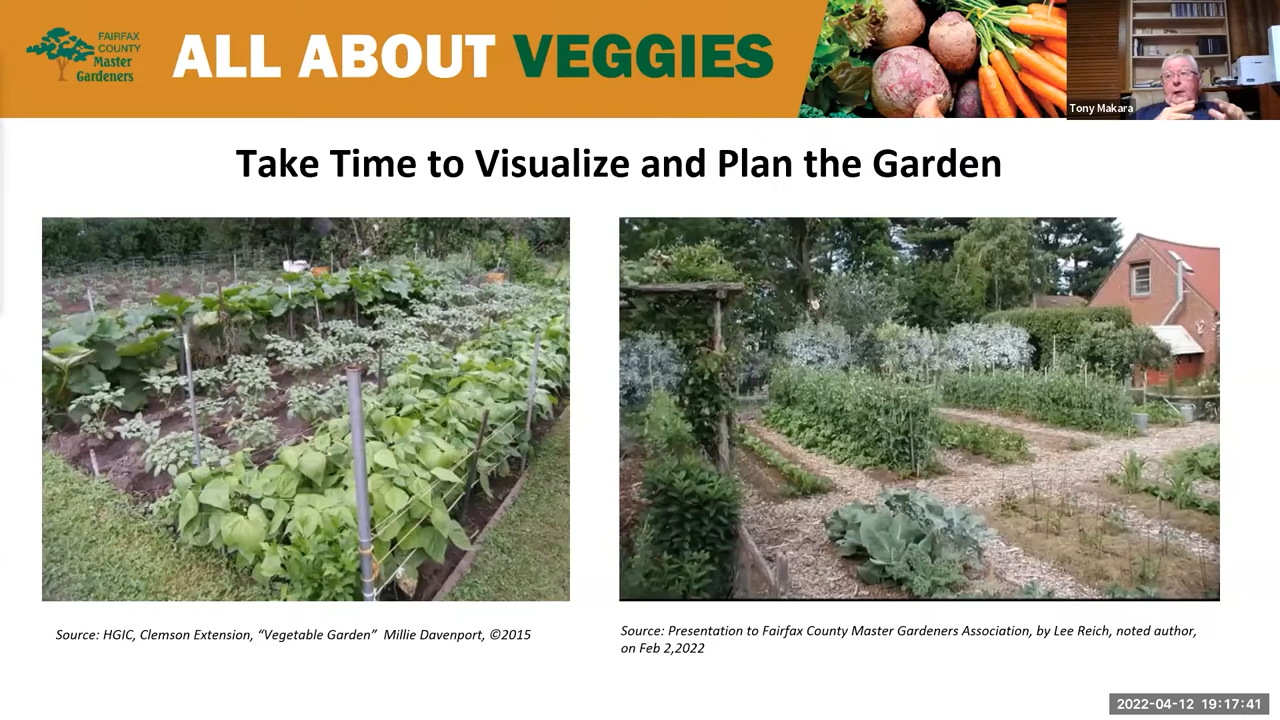 FAIRFAX
COUNTY
Master
Gardeners
ALL ABOUT VEGGIES
Tony Makara
Take Time to Visualize and Plan the Garden
Source: HGIC, Clemson Extension, “Vegetable Garden”  Millie Davenport, ©2015
Source: Presentation to Fairfax County Master Gardeners Association, by Lee Reich, noted author,
on Feb 2,2022
2022-04-12 19:17:41